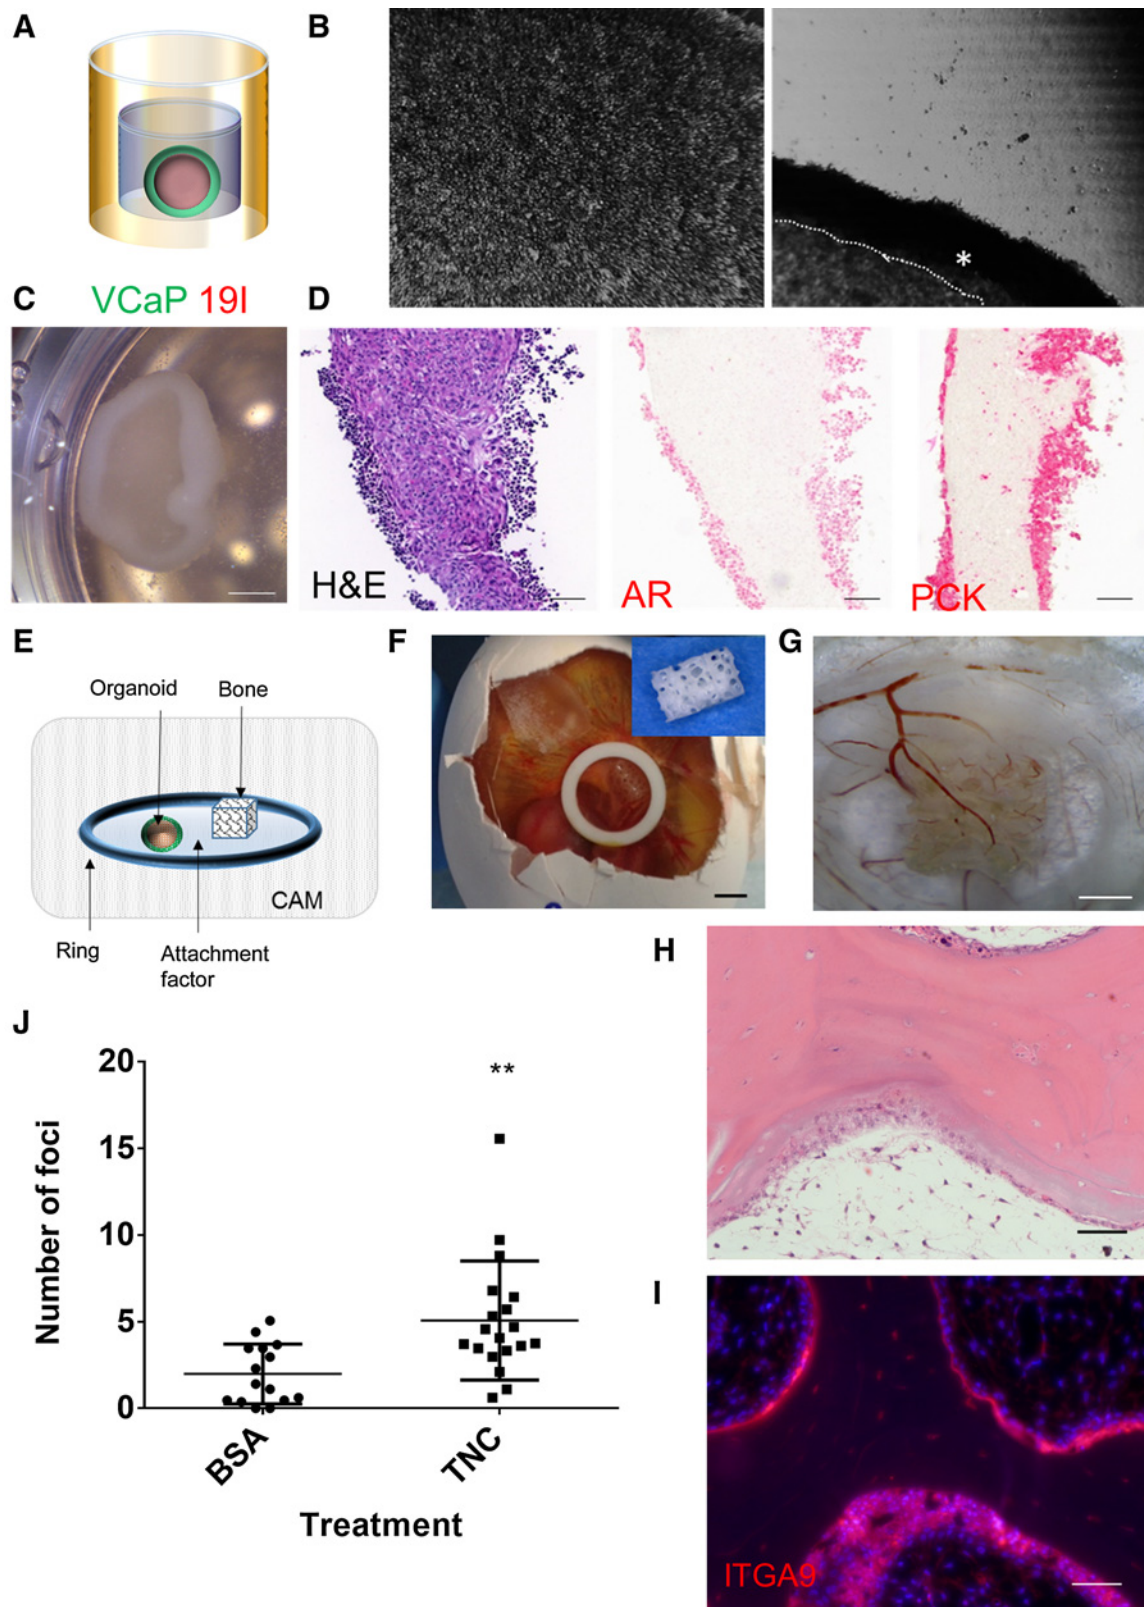 A
B
C
VCaP 19I
D
*
H&E
AR
PCK
E
Organoid
Bone
CAM
Ring
Attachment
factor
F
G
H
I
ITGA9
J
Number of foci
20
15
10
5
0
**
BSA
TNC
Treatment